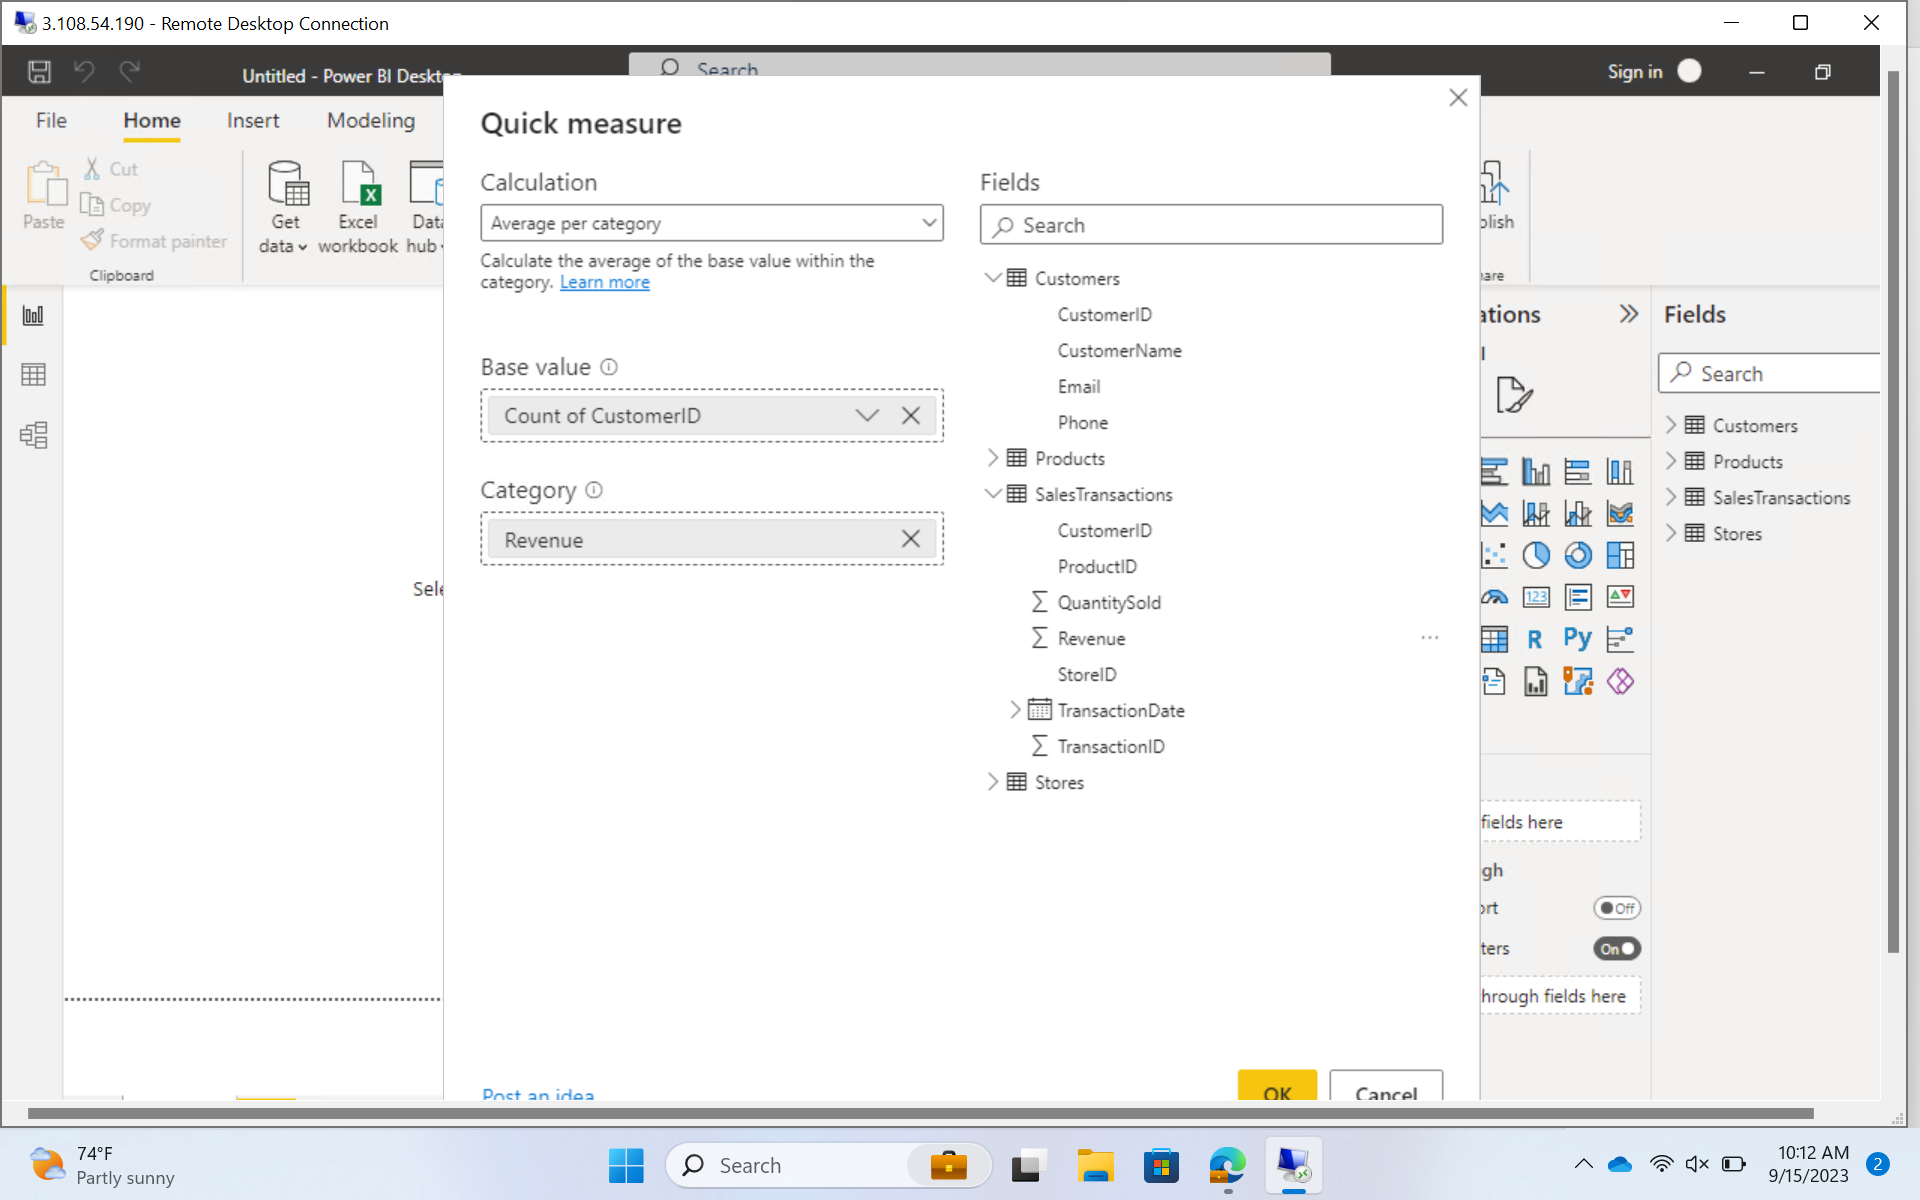 3.108.54.190 - Remote Desktop Connection
Untitled - Power BI Desktop
Search
Sign in
File
Home
Insert
Modeling
Paste
Cut
Copy
Format painter
Clipboard
Get
data
Excel
workbook
Data
hub
Quick measure
Calculation
Average per category
Calculate the average of the base value within the
category. Learn more
Base value
Count of CustomerID
Category
Revenue
Fields
Search
Customers
CustomerID
CustomerName
Email
Phone
Products
SalesTransactions
CustomerID
ProductID
QuantitySold
Revenue
StoreID
TransactionDate
TransactionID
Stores
Post an idea
OK
Cancel
Sele
blish
are
ations
Fields
Search
Customers
Products
SalesTransactions
Stores
123
R
Py
fields here
gh
ort
Off
ters
On
hrough fields here
74°F
Partly sunny
Search
10:12 AM
9/15/2023
2